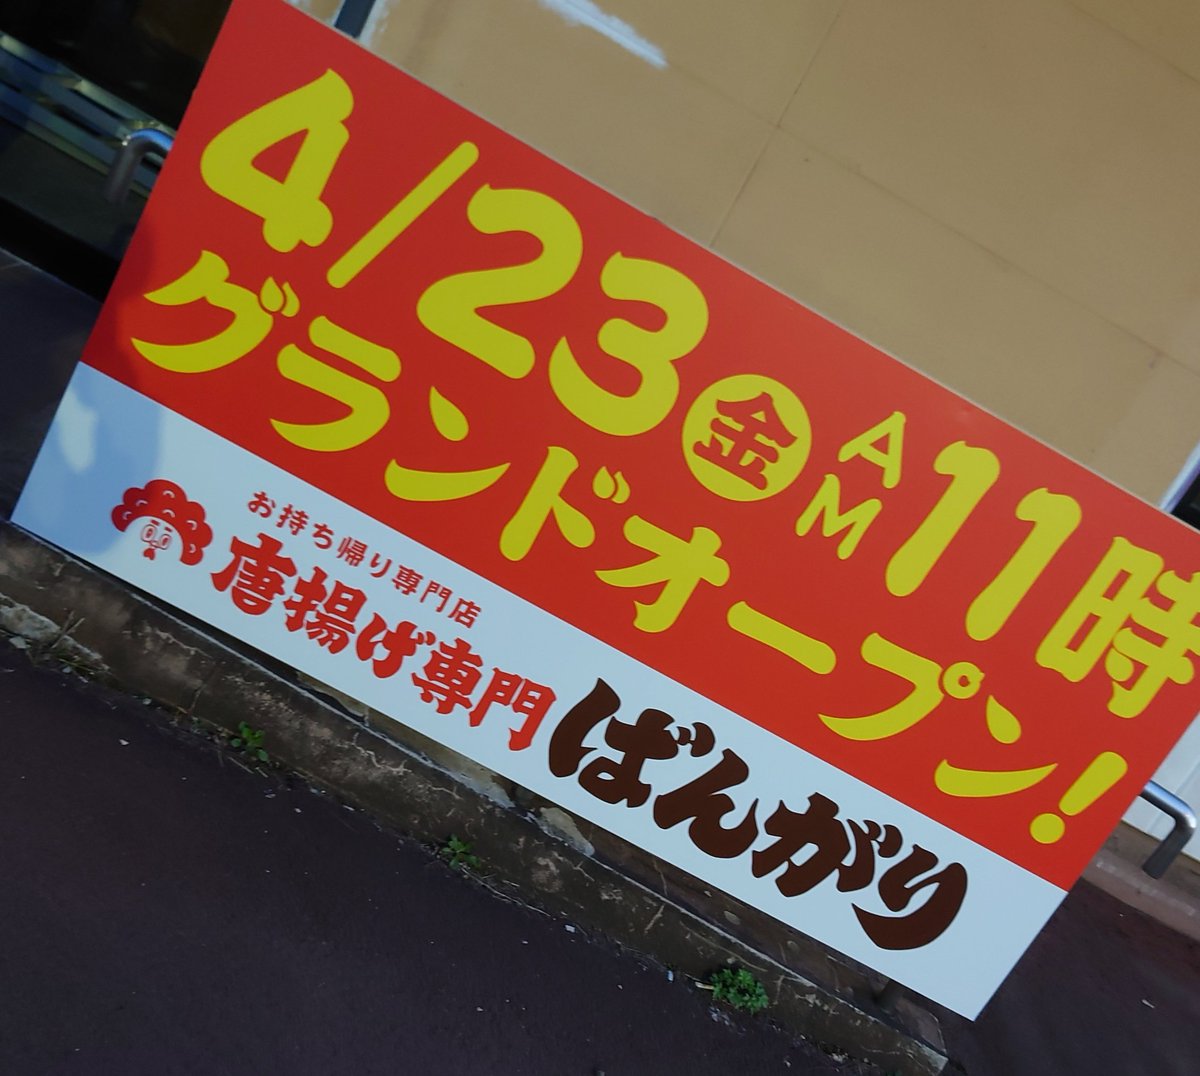 4/23㊎AM11時
グランドオープン!
お持ち帰り専門店
唐揚げ専門 ばんがり